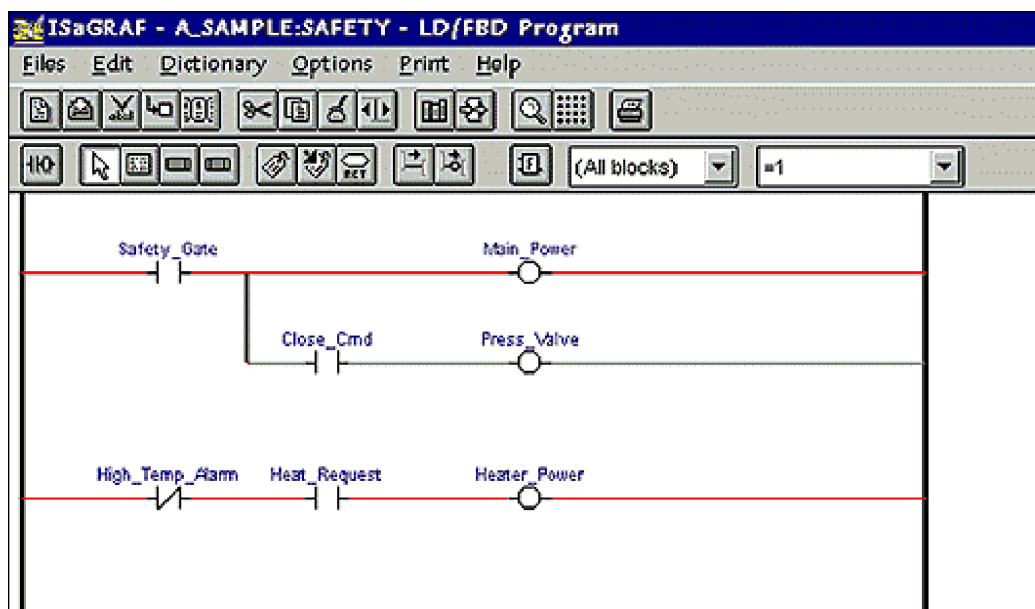 ISaGRAF - A_SAMPLE:SAFETY - LD/FBD Program
Files Edit Dictionary Options Print Help
RET F (All blocks) =1
Safety_Gate Main_Power
Close_Cmd Press_Valve
High_Temp_Alarm Heat_Request Heater_Power